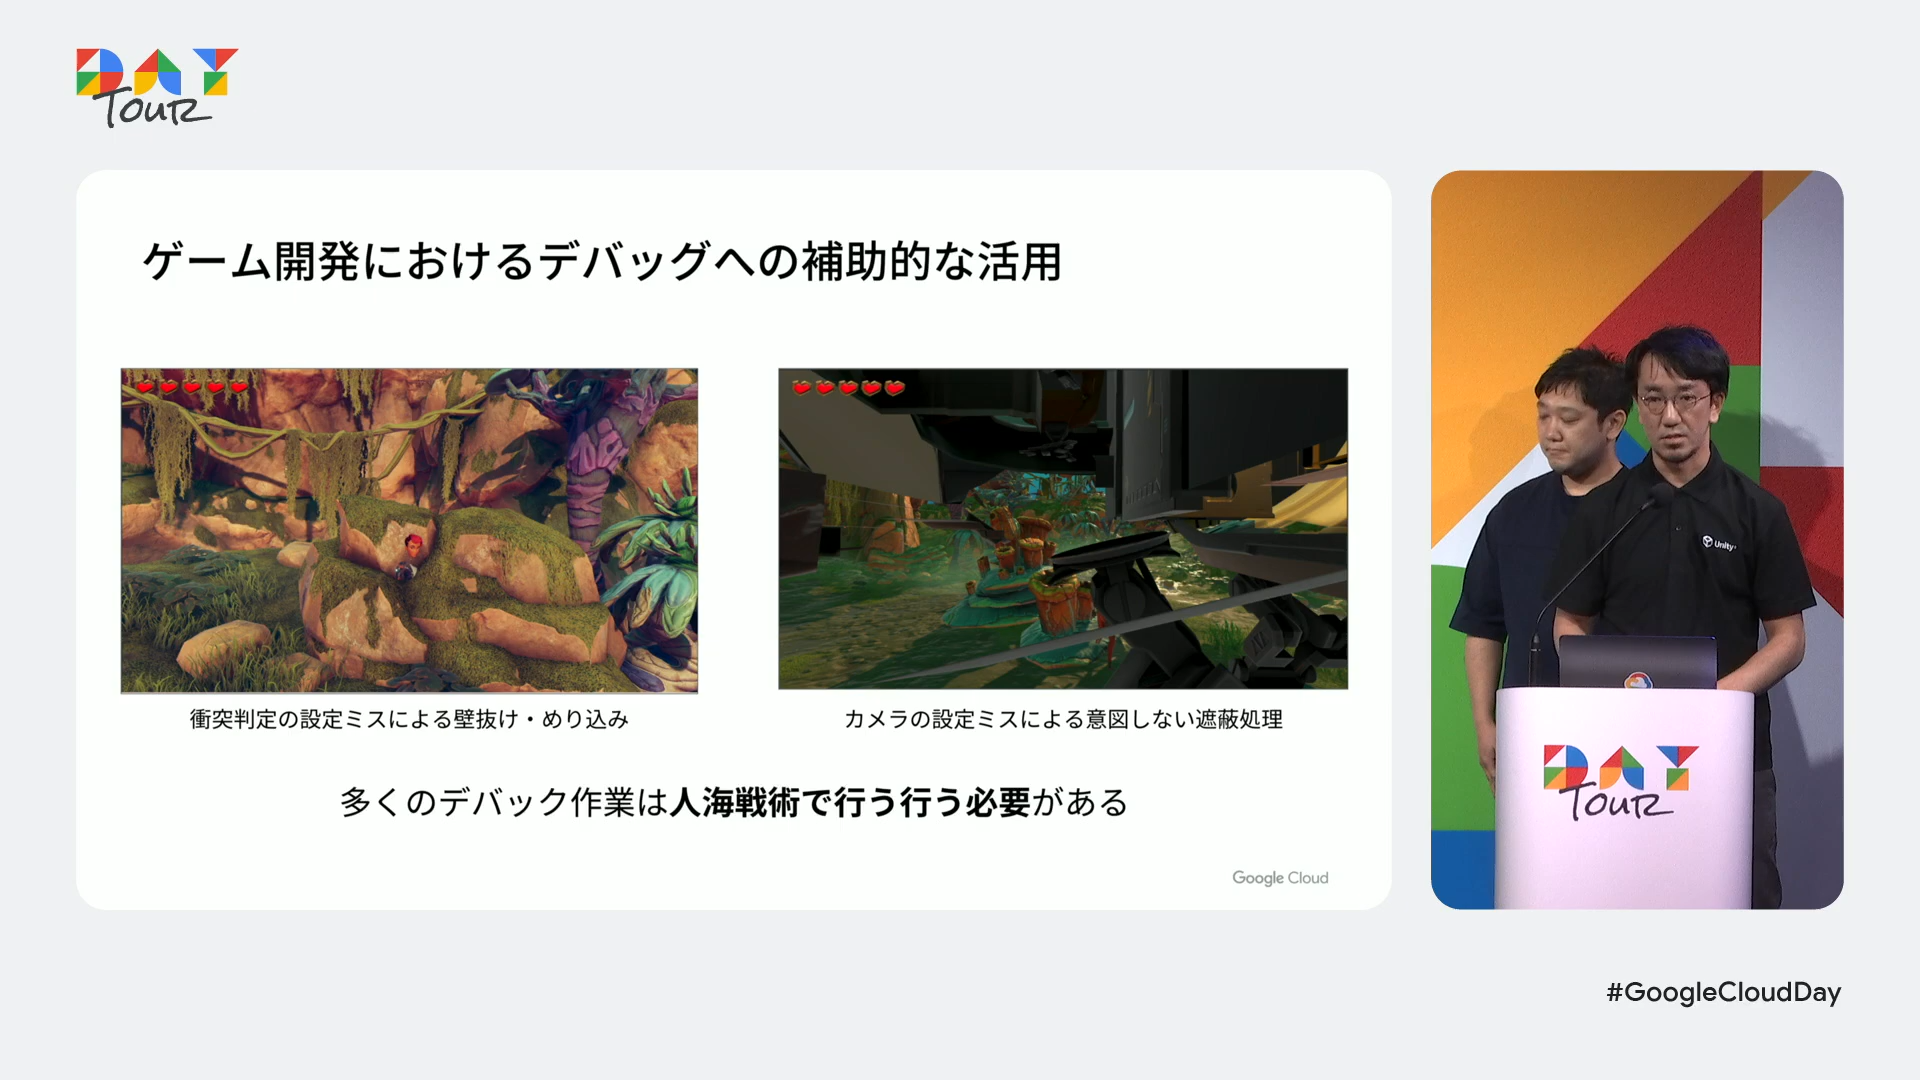 DAY
Tour
ゲーム開発におけるデバッグへの補助的な活用
衝突判定の設定ミスによる壁抜け・めり込み
カメラの設定ミスによる意図しない遮蔽処理
多くのデバック作業は人海戦術で行う行う必要がある
Google Cloud
Unity
DAY
Tour
#GoogleCloudDay